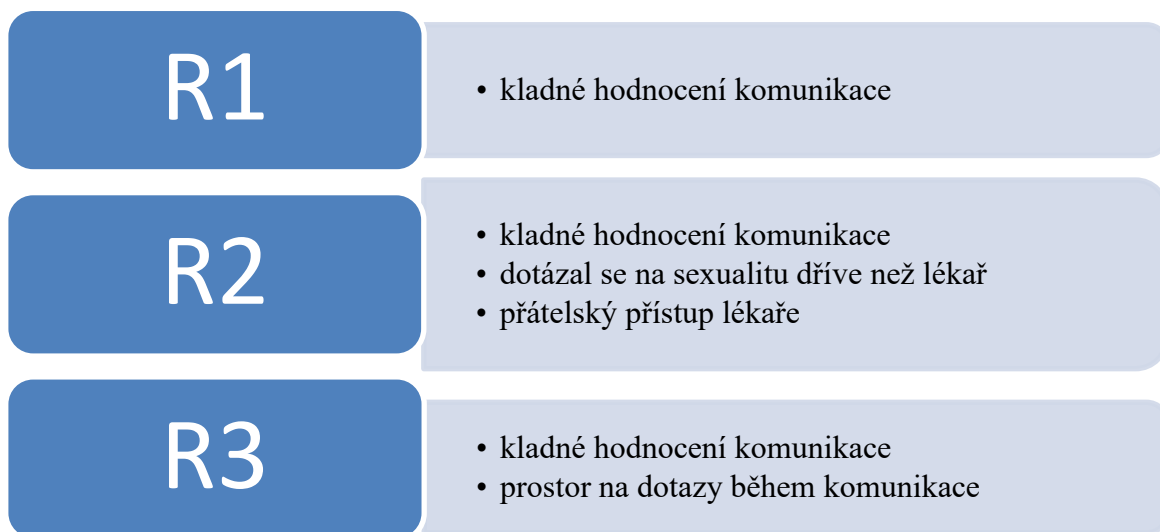 R1
• kladné hodnocení komunikace
R2
• kladné hodnocení komunikace
• dotázal se na sexualitu dříve než lékař
• přátelský přístup lékaře
R3
• kladné hodnocení komunikace
• prostor na dotazy během komunikace